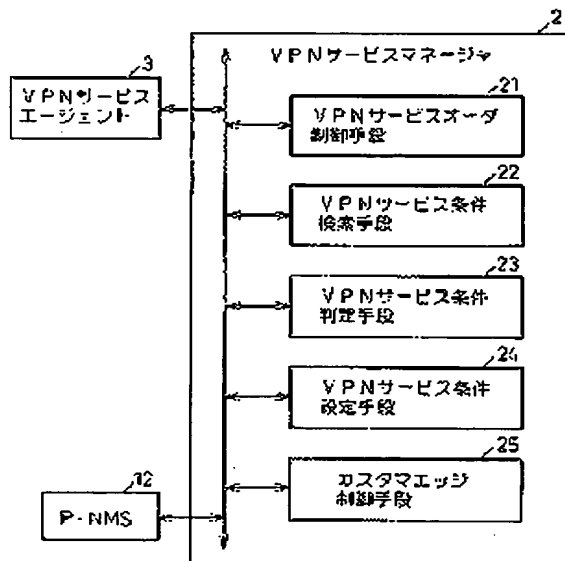 2
VPNサービスマネージャ
3
VPNサービス
エージェント
21
VPNサービスオーダ
制御手段
22
VPNサービス条件
検索手段
23
VPNサービス条件
判定手段
24
VPNサービス条件
設定手段
25
カスタマエッジ
制御手段
12
P-NMS